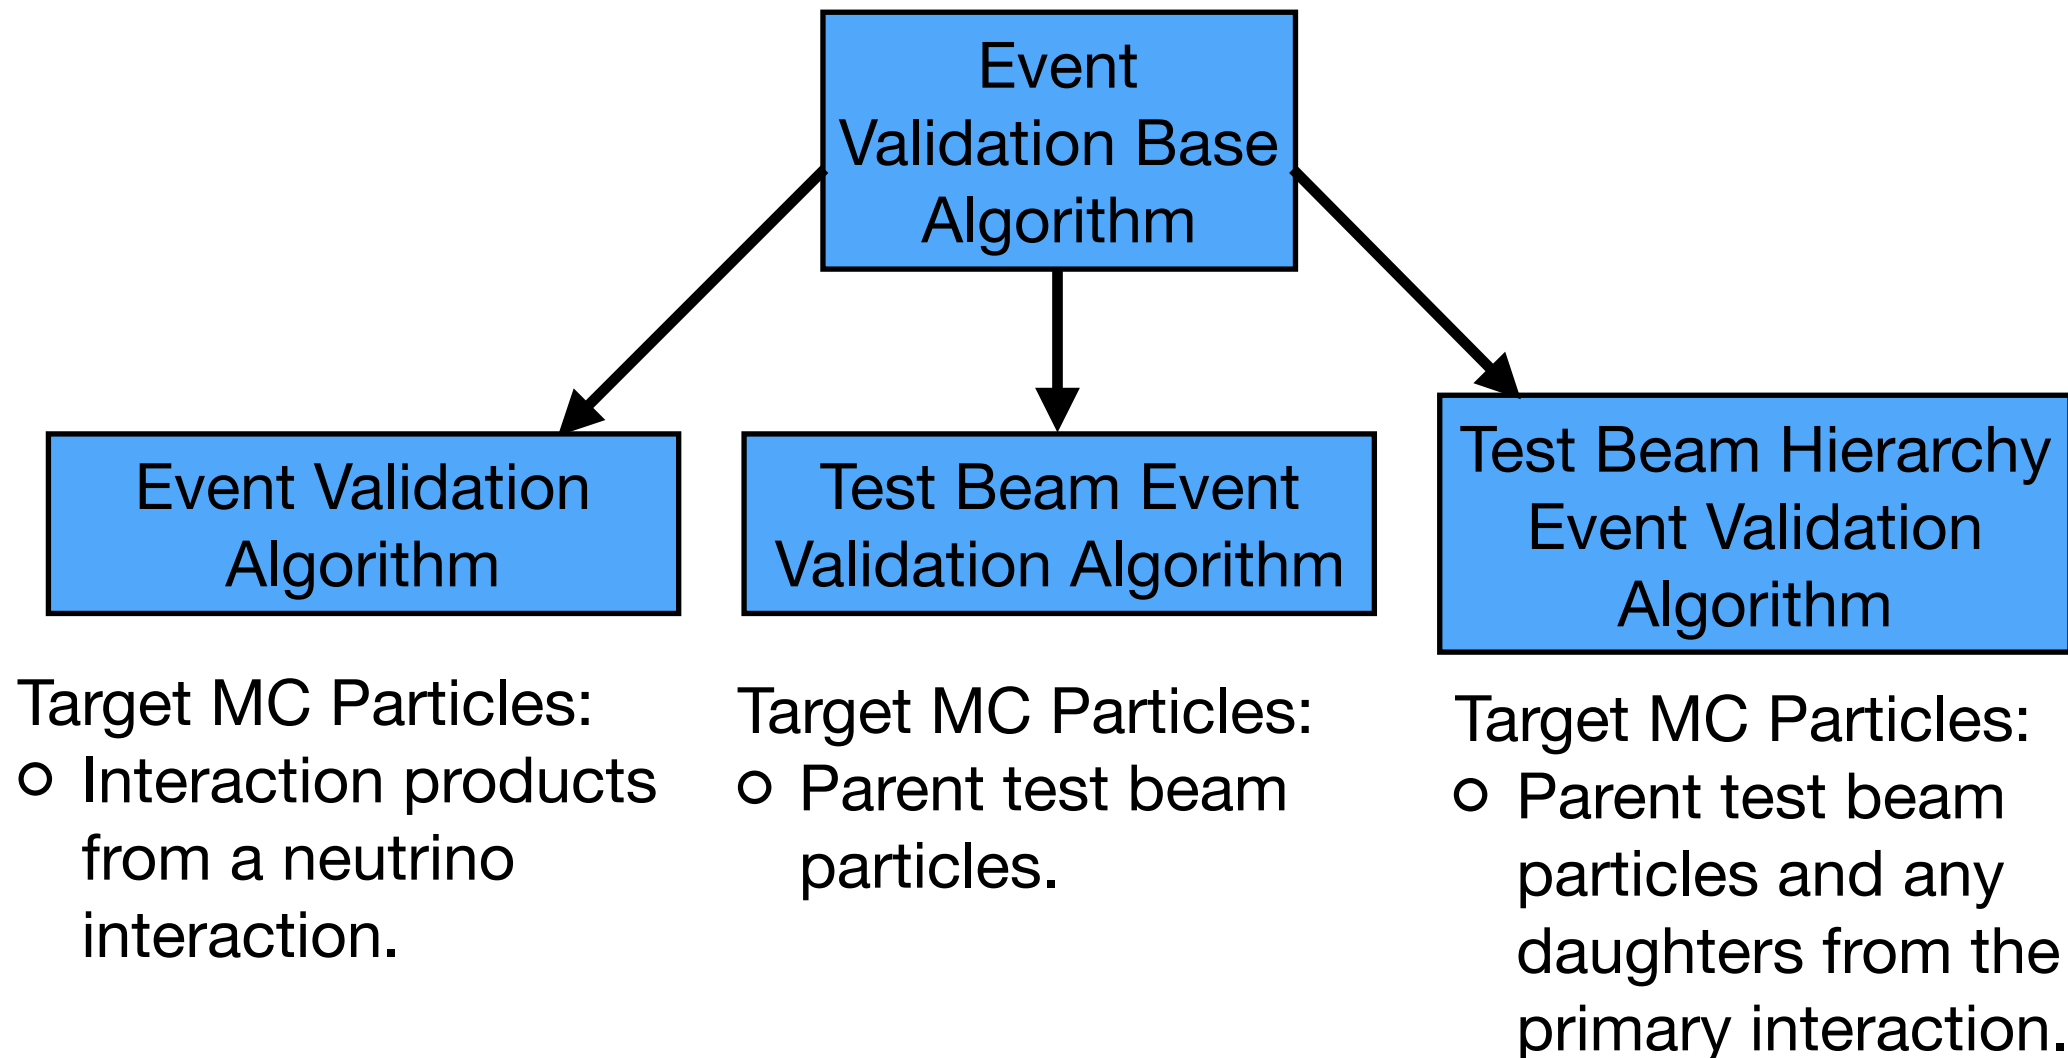 Event
Validation Base
Algorithm
Event Validation
Algorithm
Target MC Particles:
Interaction products
from a neutrino
interaction.
Test Beam Event
Validation Algorithm
Target MC Particles:
Parent test beam
particles.
Test Beam Hierarchy
Event Validation
Algorithm
Target MC Particles:
Parent test beam
particles and any
daughters from the
primary interaction.